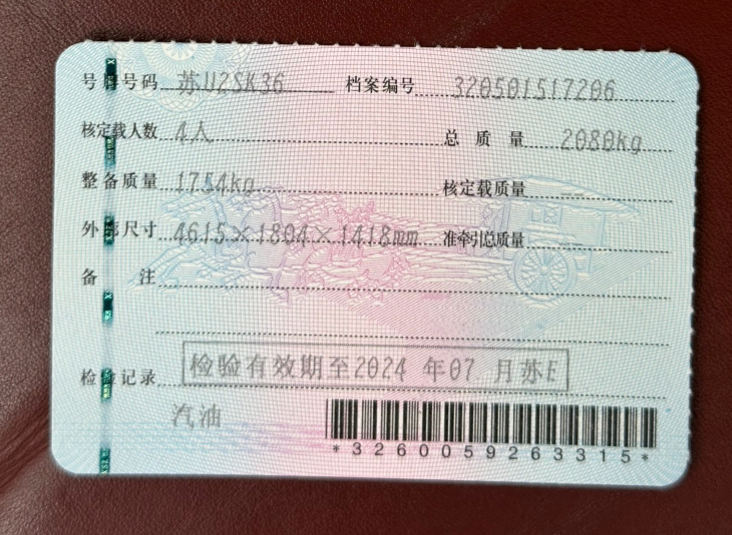 号牌号码 苏U2SK36 档案编号 320501517206
核定载人数 4人 总质量 2080kg
整备质量 1754kg 核定载质量 --
外廓尺寸 4615×1804×1418mm 准牵引总质量 --
备注
检验记录 检验有效期至2024 年07 月苏E
汽油
*3260059263315*